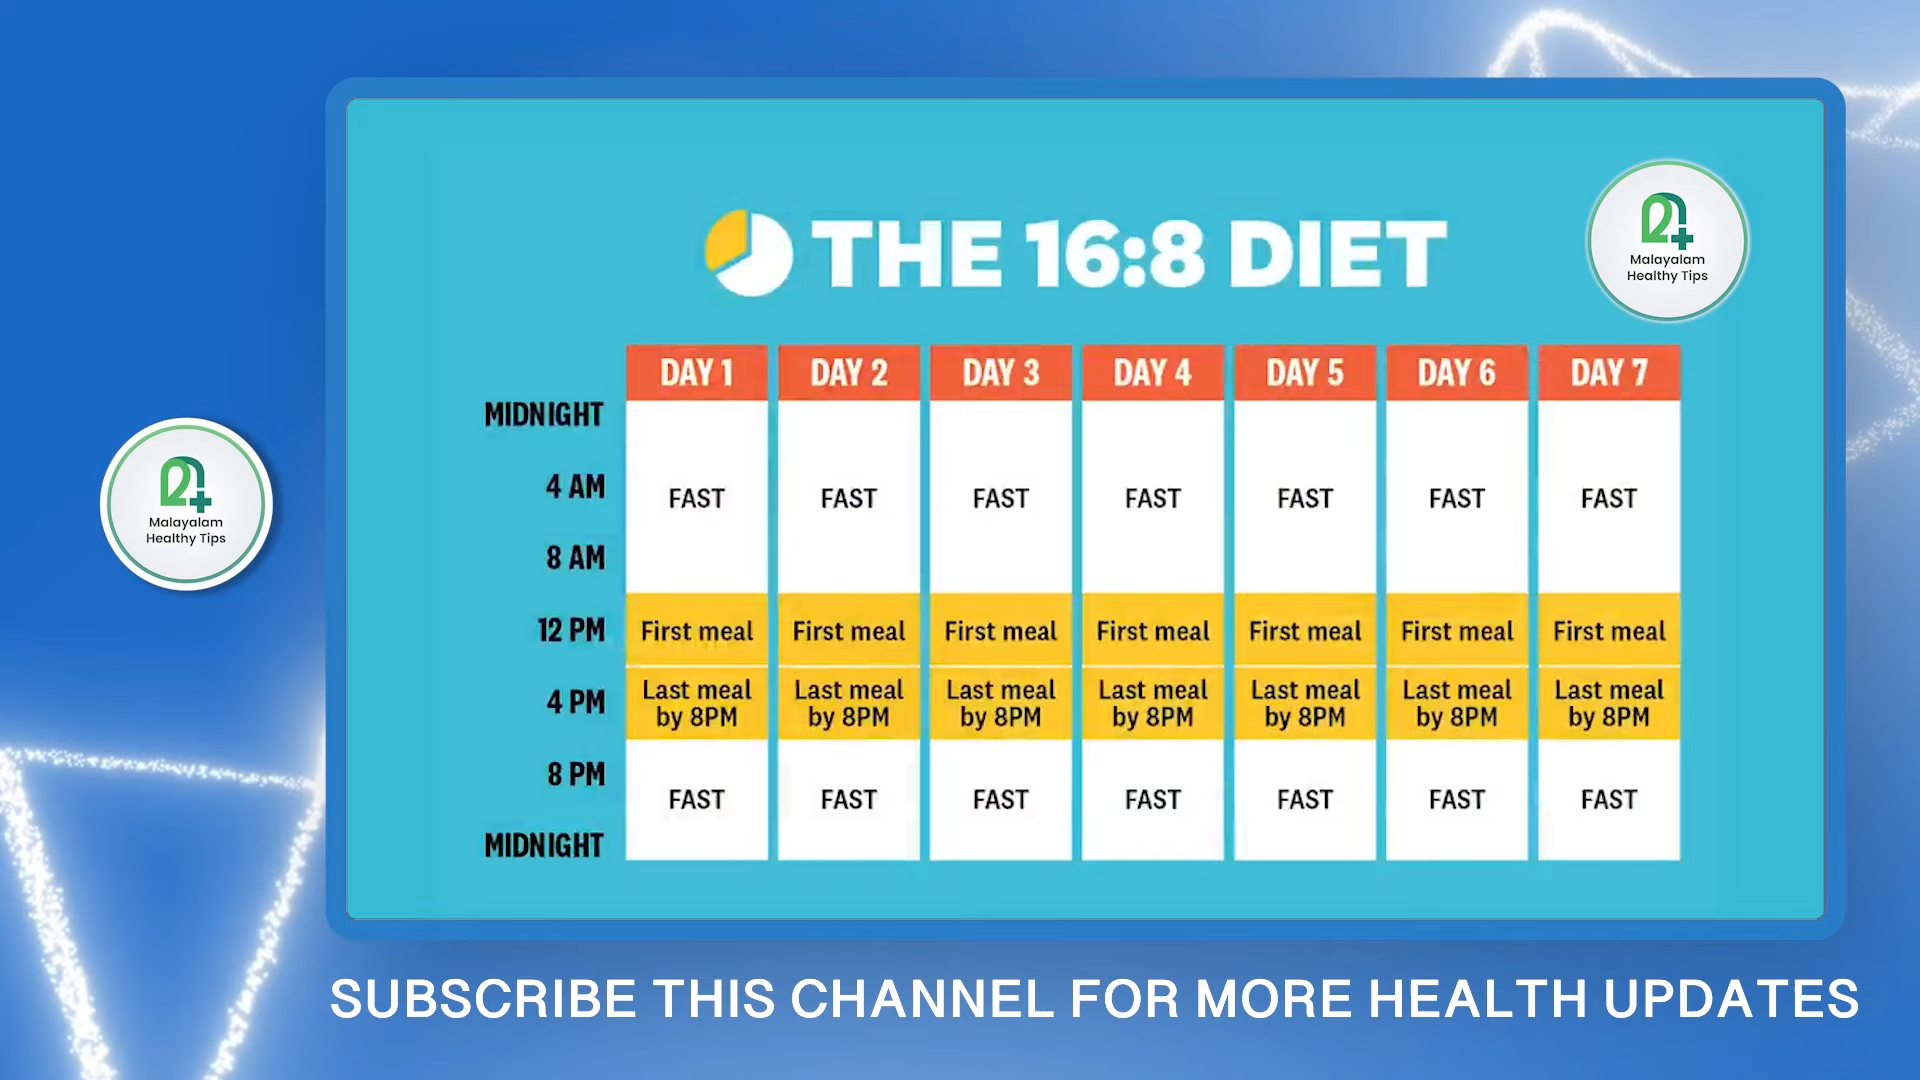 THE 16:8 DIET
Malayalam
Healthy Tips
DAY 1 DAY 2 DAY 3 DAY 4 DAY 5 DAY 6 DAY 7
MIDNIGHT
4 AM FAST FAST FAST FAST FAST FAST FAST
8 AM
12 PM First meal First meal First meal First meal First meal First meal First meal
4 PM Last meal Last meal Last meal Last meal Last meal Last meal Last meal
by 8PM by 8PM by 8PM by 8PM by 8PM by 8PM by 8PM
8 PM FAST FAST FAST FAST FAST FAST FAST
MIDNIGHT
Malayalam
Healthy Tips
SUBSCRIBE THIS CHANNEL FOR MORE HEALTH UPDATES